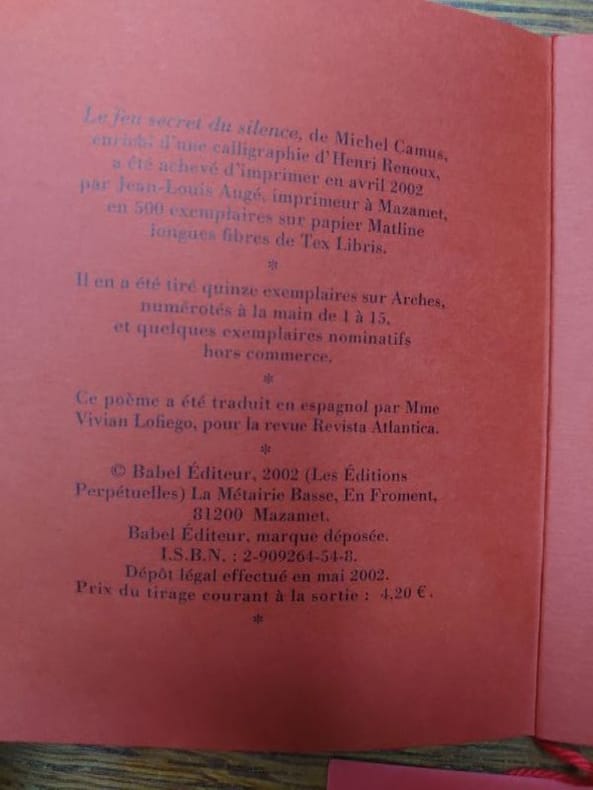 Le jeu secret du silence, de Michel Camus,
enrichi d'une calligraphie d'Henri Renoux,
a été achevé d'imprimer en avril 2002
par Jean-Louis Augé, imprimeur à Mazamet,
en 500 exemplaires sur papier Matline
longues fibres de Tex Libris.
*
Il en a été tiré quinze exemplaires sur Arches,
numérotés à la main de 1 à 15,
et quelques exemplaires nominatifs
hors commerce.
*
Ce poème a été traduit en espagnol par Mme
Vivian Lofiego, pour la revue Revista Atlantica.
*
© Babel Éditeur, 2002 (Les Éditions
Perpétuelles) La Métairie Basse, En Froment,
81200 Mazamet.
Babel Éditeur, marque déposée.
I.S.B.N. : 2-909264-54-8.
Dépôt légal effectué en mai 2002.
Prix du tirage courant à la sortie : 4,20 €.
*